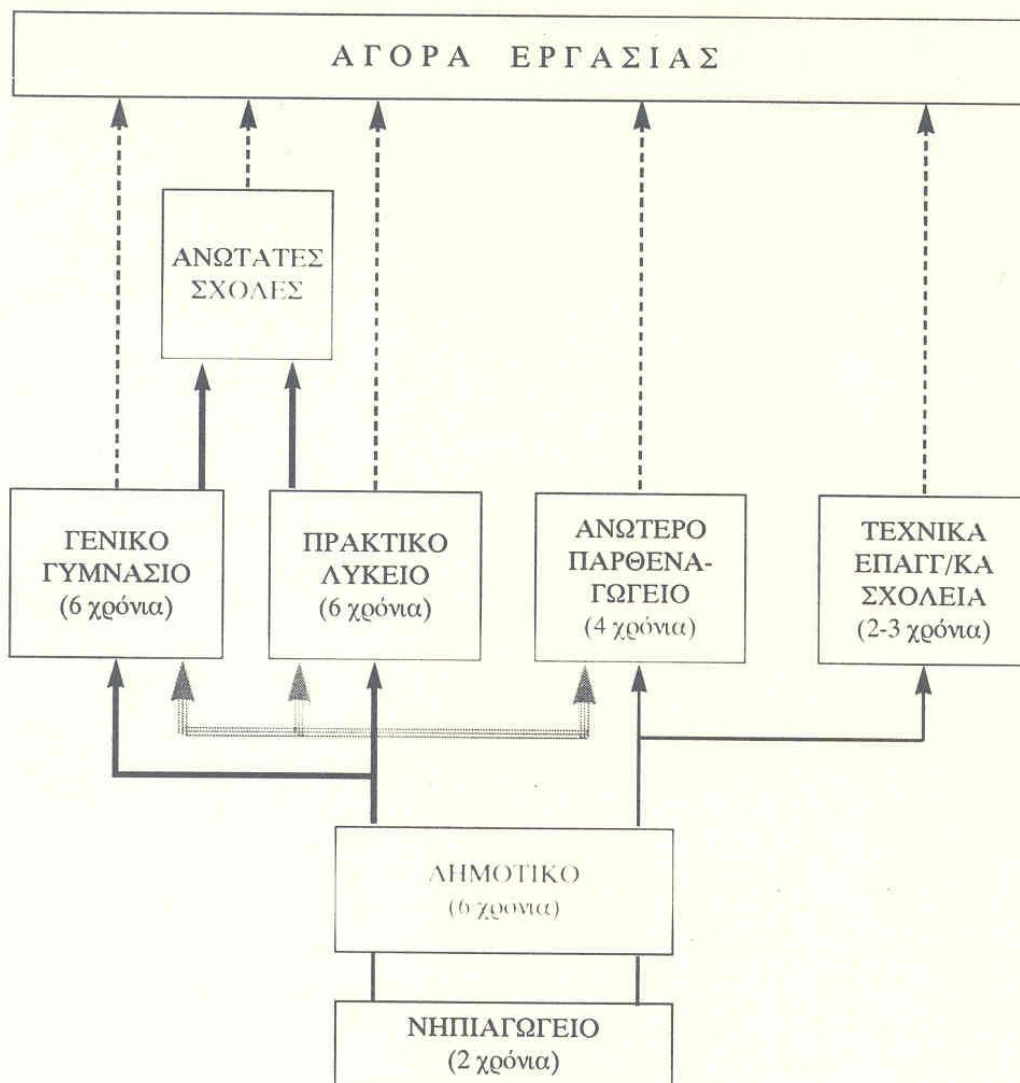 ΑΓΟΡΑ ΕΡΓΑΣΙΑΣ
ΑΝΩΤΑΤΕΣ
ΣΧΟΛΕΣ
ΓΕΝΙΚΟ
ΓΥΜΝΑΣΙΟ
(6 χρόνια)
ΠΡΑΚΤΙΚΟ
ΛΥΚΕΙΟ
(6 χρόνια)
ΑΝΩΤΕΡΟ
ΠΑΡΘΕΝΑ-
ΓΩΓΕΙΟ
(4 χρόνια)
ΤΕΧΝΙΚΑ
ΕΠΑΓΓ/ΚΑ
ΣΧΟΛΕΙΑ
(2-3 χρόνια)
ΔΗΜΟΤΙΚΟ
(6 χρόνια)
ΝΗΠΙΑΓΩΓΕΙΟ
(2 χρόνια)